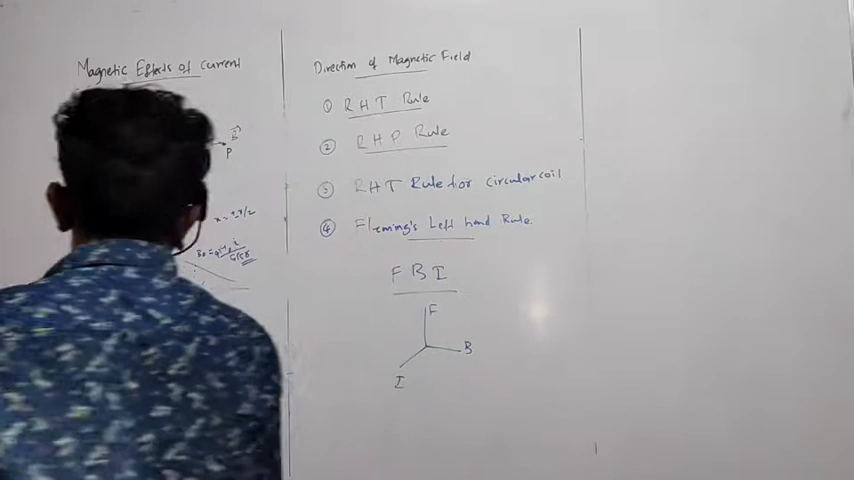 Magnetic Effects of current
B
P
Direction of Magnetic Field
① RHT Rule
② RHP Rule
③ RHT Rule for circular coil
④ Fleming's Left hand Rule
FBI
F
B
I